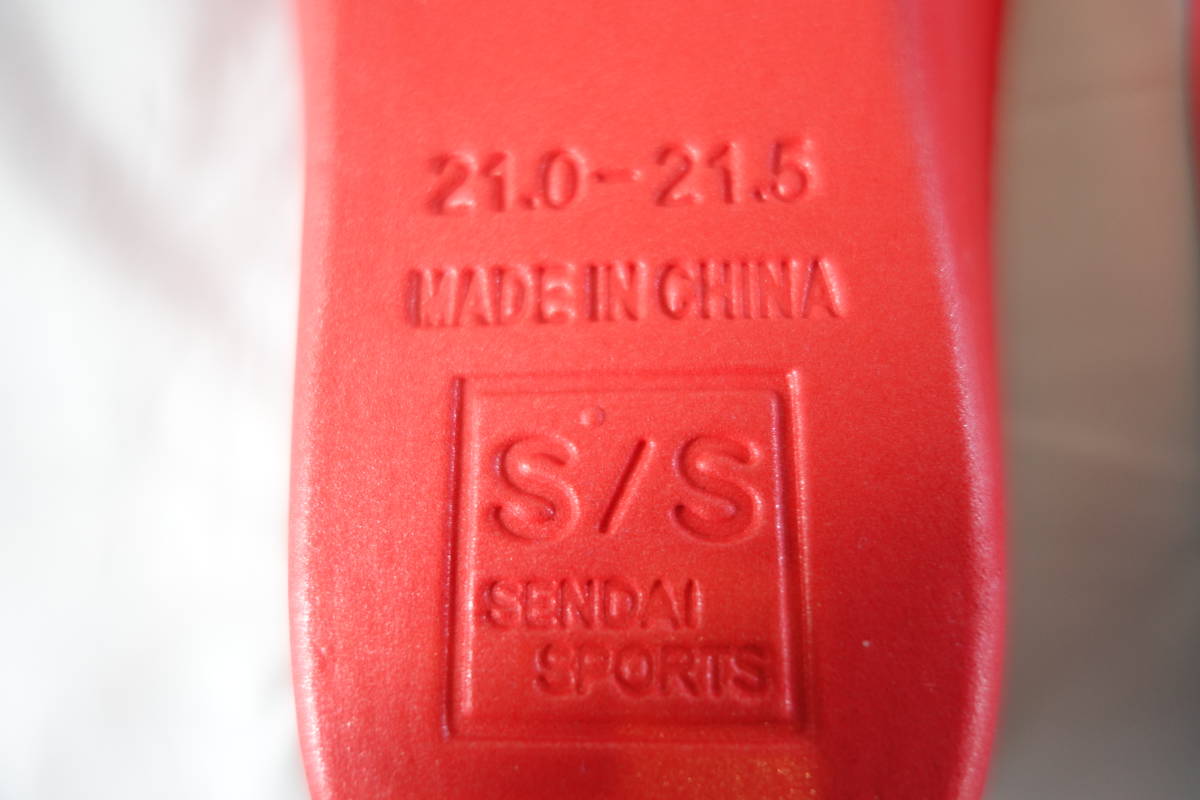 21.0-21.5
MADE IN CHINA
S/S
SENDAI
SPORTS